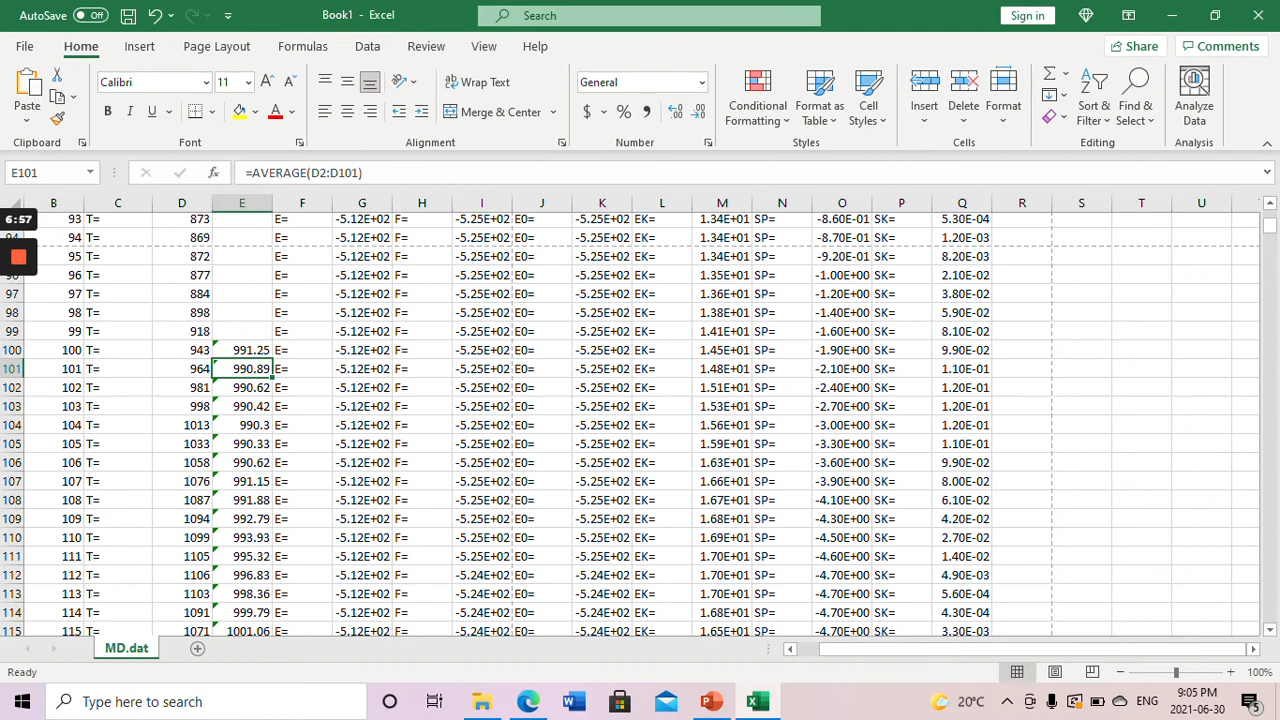 AutoSave Off Book1 - Excel Search Sign in
File Home Insert Page Layout Formulas Data Review View Help Share Comments
Calibri 11 Wrap Text General
Paste Merge & Center Conditional Formatting Format as Table Cell Styles Insert Delete Format Sort & Filter Find & Select Analyze Data
Clipboard Font Alignment Number Styles Cells Editing Analysis
E101 =AVERAGE(D2:D101)
B C D E F G H I J K L M N O P Q R S T U
6:57 93 T= 873 E= -5.12E+02 F= -5.25E+02 E0= -5.25E+02 EK= 1.34E+01 SP= -8.60E-01 SK= 5.30E-04
94 94 T= 869 E= -5.12E+02 F= -5.25E+02 E0= -5.25E+02 EK= 1.34E+01 SP= -8.70E-01 SK= 1.20E-03
95 T= 872 E= -5.12E+02 F= -5.25E+02 E0= -5.25E+02 EK= 1.34E+01 SP= -9.20E-01 SK= 8.20E-03
96 96 T= 877 E= -5.12E+02 F= -5.25E+02 E0= -5.25E+02 EK= 1.35E+01 SP= -1.00E+00 SK= 2.10E-02
97 97 T= 884 E= -5.12E+02 F= -5.25E+02 E0= -5.25E+02 EK= 1.36E+01 SP= -1.20E+00 SK= 3.80E-02
98 98 T= 898 E= -5.12E+02 F= -5.25E+02 E0= -5.25E+02 EK= 1.38E+01 SP= -1.40E+00 SK= 5.90E-02
99 99 T= 918 E= -5.12E+02 F= -5.25E+02 E0= -5.25E+02 EK= 1.41E+01 SP= -1.60E+00 SK= 8.10E-02
100 100 T= 943 991.25 E= -5.12E+02 F= -5.25E+02 E0= -5.25E+02 EK= 1.45E+01 SP= -1.90E+00 SK= 9.90E-02
101 101 T= 964 990.89 E= -5.12E+02 F= -5.25E+02 E0= -5.25E+02 EK= 1.48E+01 SP= -2.10E+00 SK= 1.10E-01
102 102 T= 981 990.62 E= -5.12E+02 F= -5.25E+02 E0= -5.25E+02 EK= 1.51E+01 SP= -2.40E+00 SK= 1.20E-01
103 103 T= 998 990.42 E= -5.12E+02 F= -5.25E+02 E0= -5.25E+02 EK= 1.53E+01 SP= -2.70E+00 SK= 1.20E-01
104 104 T= 1013 990.3 E= -5.12E+02 F= -5.25E+02 E0= -5.25E+02 EK= 1.56E+01 SP= -3.00E+00 SK= 1.20E-01
105 105 T= 1033 990.33 E= -5.12E+02 F= -5.25E+02 E0= -5.25E+02 EK= 1.59E+01 SP= -3.30E+00 SK= 1.10E-01
106 106 T= 1058 990.62 E= -5.12E+02 F= -5.25E+02 E0= -5.25E+02 EK= 1.63E+01 SP= -3.60E+00 SK= 9.90E-02
107 107 T= 1076 991.15 E= -5.12E+02 F= -5.25E+02 E0= -5.25E+02 EK= 1.66E+01 SP= -3.90E+00 SK= 8.00E-02
108 108 T= 1087 991.88 E= -5.12E+02 F= -5.25E+02 E0= -5.25E+02 EK= 1.67E+01 SP= -4.10E+00 SK= 6.10E-02
109 109 T= 1094 992.79 E= -5.12E+02 F= -5.25E+02 E0= -5.25E+02 EK= 1.68E+01 SP= -4.30E+00 SK= 4.20E-02
110 110 T= 1099 993.93 E= -5.12E+02 F= -5.25E+02 E0= -5.25E+02 EK= 1.69E+01 SP= -4.50E+00 SK= 2.70E-02
111 111 T= 1105 995.32 E= -5.12E+02 F= -5.25E+02 E0= -5.25E+02 EK= 1.70E+01 SP= -4.60E+00 SK= 1.40E-02
112 112 T= 1106 996.83 E= -5.12E+02 F= -5.24E+02 E0= -5.24E+02 EK= 1.70E+01 SP= -4.70E+00 SK= 4.90E-03
113 113 T= 1103 998.36 E= -5.12E+02 F= -5.24E+02 E0= -5.24E+02 EK= 1.70E+01 SP= -4.70E+00 SK= 5.60E-04
114 114 T= 1091 999.79 E= -5.12E+02 F= -5.24E+02 E0= -5.24E+02 EK= 1.68E+01 SP= -4.70E+00 SK= 4.30E-04
115 115 T= 1071 1001.06 E= -5.12E+02 F= -5.24E+02 E0= -5.24E+02 EK= 1.65E+01 SP= -4.70E+00 SK= 3.30E-03
MD.dat
Ready 100%
Type here to search 20°C 9:05 PM
2021-06-30 5